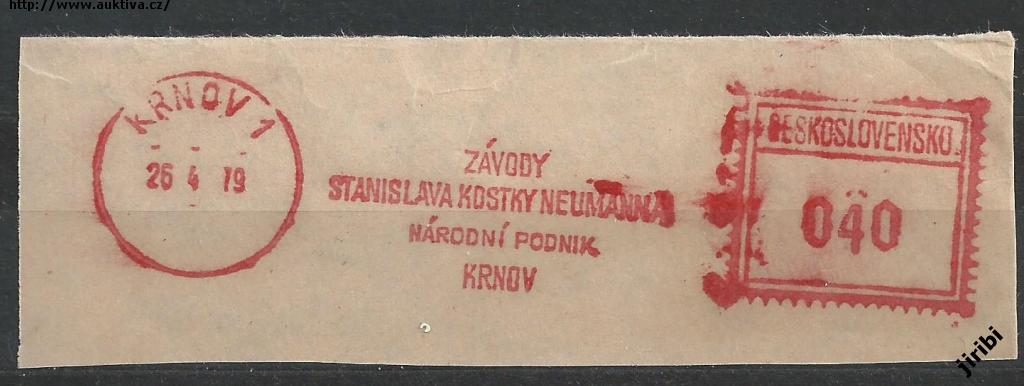 http://www.auktiva.cz/
KRNOV 1
26 4 79
ZÁVODY
STANISLAVA KOSTKY NEUMANNA
NÁRODNÍ PODNIK
KRNOV
ČESKOSLOVENSKO
040
jiribi